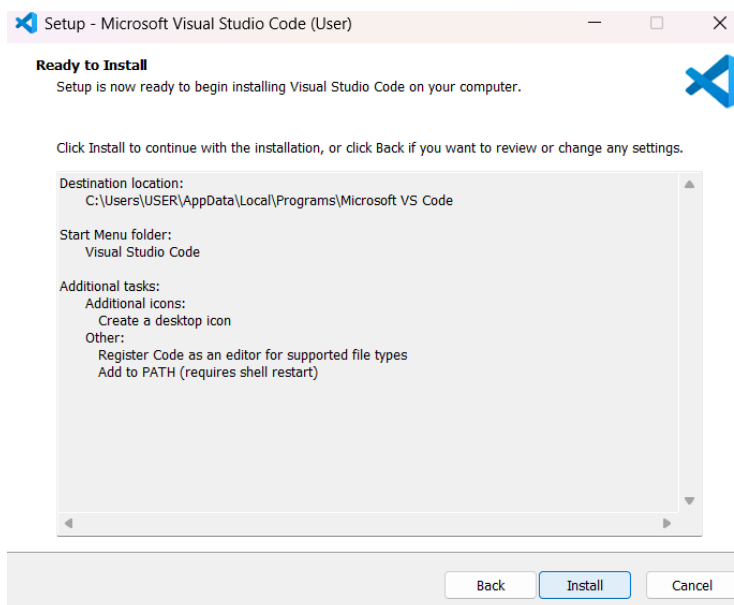 Setup - Microsoft Visual Studio Code (User)
Ready to Install
Setup is now ready to begin installing Visual Studio Code on your computer.
Click Install to continue with the installation, or click Back if you want to review or change any settings.
Destination location:
C:\Users\USER\AppData\Local\Programs\Microsoft VS Code
Start Menu folder:
Visual Studio Code
Additional tasks:
Additional icons:
Create a desktop icon
Other:
Register Code as an editor for supported file types
Add to PATH (requires shell restart)
Back Install Cancel